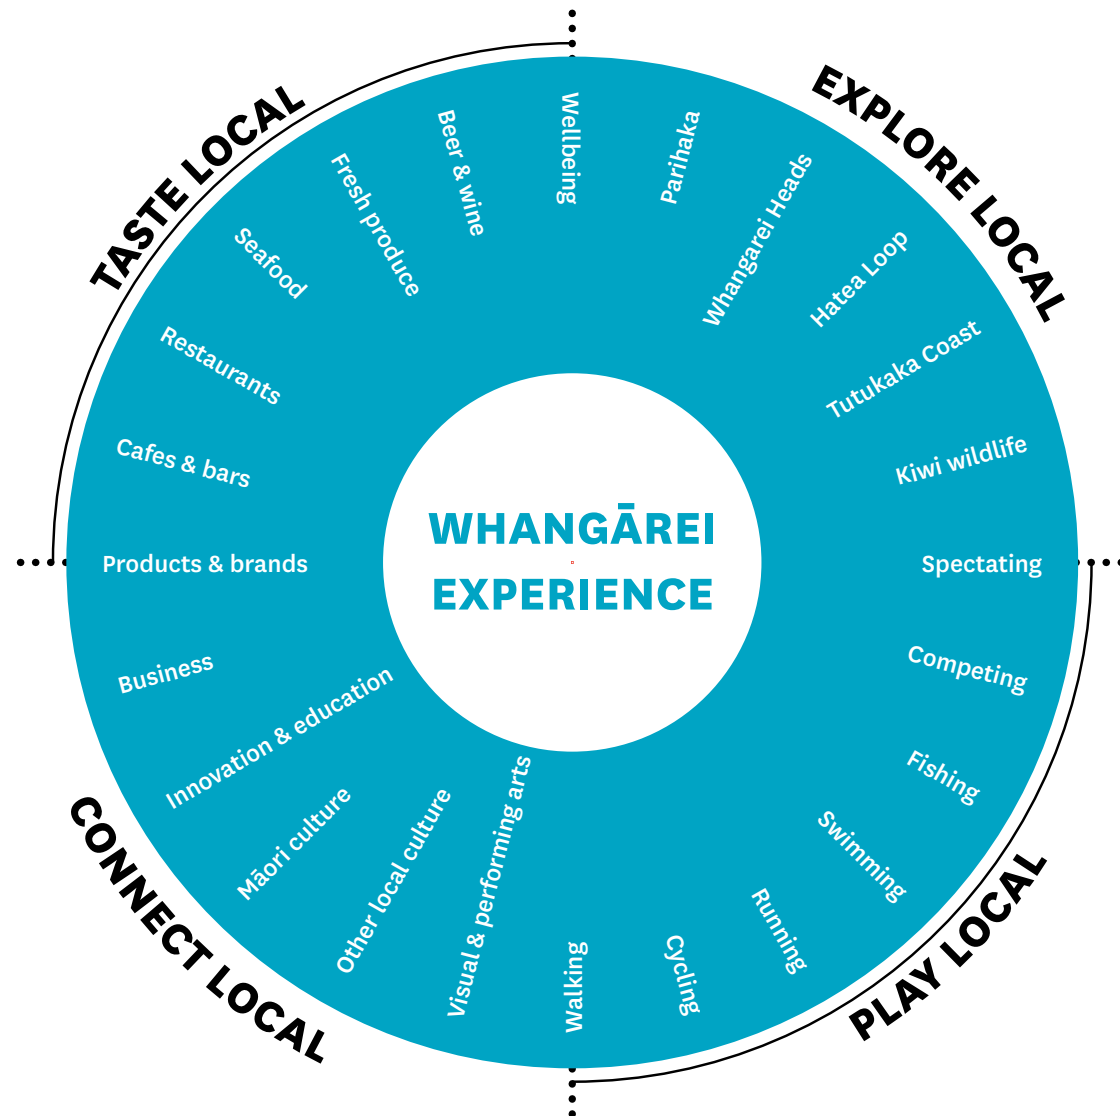 TASTE LOCAL
EXPLORE LOCAL
PLAY LOCAL
CONNECT LOCAL
Wellbeing
Parihaka
Whangarei Heads
Hatea Loop
Tutukaka Coast
Kiwi wildlife
Spectating
Competing
Fishing
Swimming
Running
Cycling
Walking
Visual & performing arts
Other local culture
Māori culture
Innovation & education
Business
Products & brands
Cafes & bars
Restaurants
Seafood
Fresh produce
Beer & wine
WHANGĀREI
EXPERIENCE